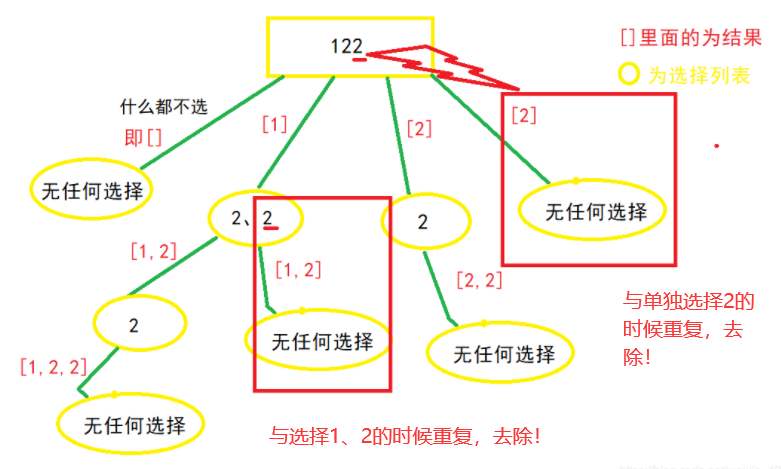 122
[]里面的为结果
为选择列表
什么都不选
即[]
[1]
[2]
[2]
无任何选择
2、2
2
无任何选择
[1,2]
[1,2]
[2,2]
2
无任何选择
无任何选择
与单独选择2的
时候重复，去
除！
[1,2,2]
无任何选择
与选择1、2的时候重复，去除！